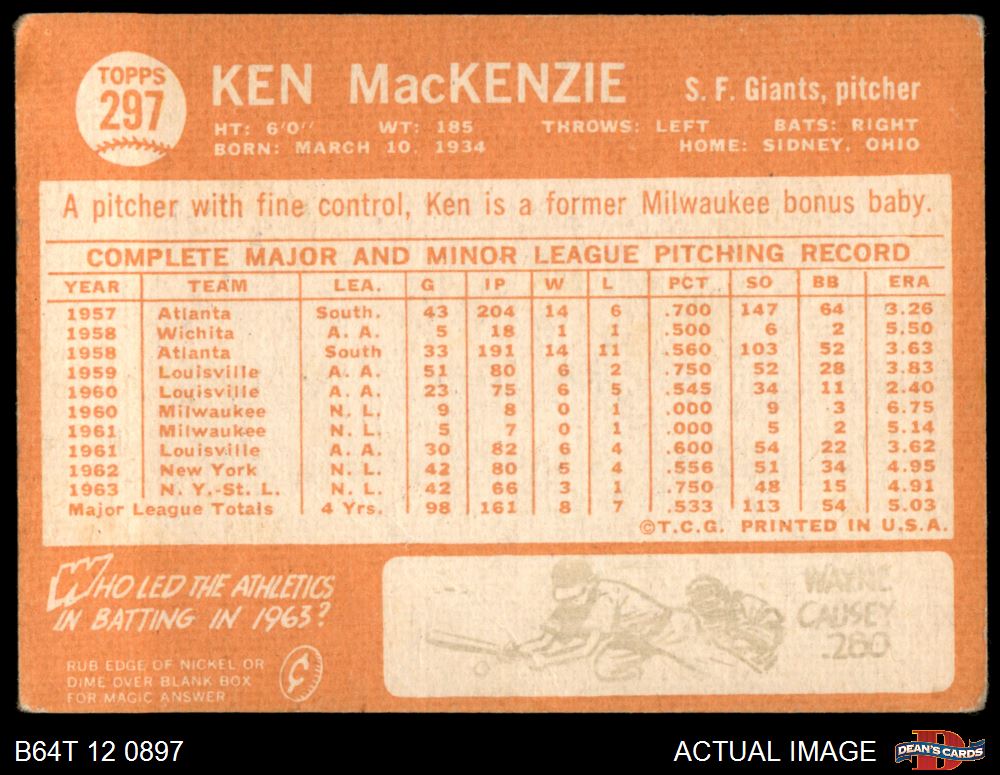 TOPPS
297
KEN MacKENZIE
S. F. Giants, pitcher
HT: 6'0" WT: 185 THROWS: LEFT BATS: RIGHT
BORN: MARCH 10, 1934 HOME: SIDNEY, OHIO
A pitcher with fine control, Ken is a former Milwaukee bonus baby.
COMPLETE MAJOR AND MINOR LEAGUE PITCHING RECORD
YEAR TEAM LEA. G IP W L PCT SO BB ERA
1957 Atlanta South. 43 204 14 6 .700 147 64 3.26
1958 Wichita A. A. 5 18 1 1 .500 6 2 5.50
1958 Atlanta South 33 191 14 11 .560 103 52 3.63
1959 Louisville A. A. 51 80 6 2 .750 52 28 3.83
1960 Louisville A. A. 23 75 6 5 .545 34 11 2.40
1960 Milwaukee N. L. 9 8 0 1 .000 9 3 6.75
1961 Milwaukee N. L. 5 7 0 1 .000 5 2 5.14
1961 Louisville A. A. 30 82 6 4 .600 54 22 3.62
1962 New York N. L. 42 80 5 4 .556 51 34 4.95
1963 N. Y.-St. L. N. L. 42 66 3 1 .750 48 15 4.91
Major League Totals 4 Yrs. 98 161 8 7 .533 113 54 5.03
©T.C.G. PRINTED IN U.S.A.
WHO LED THE ATHLETICS
IN BATTING IN 1963?
RUB EDGE OF NICKEL OR
DIME OVER BLANK BOX
FOR MAGIC ANSWER
WAYNE
CAUSEY
.280
B64T 12 0897
ACTUAL IMAGE
DEAN'S CARDS